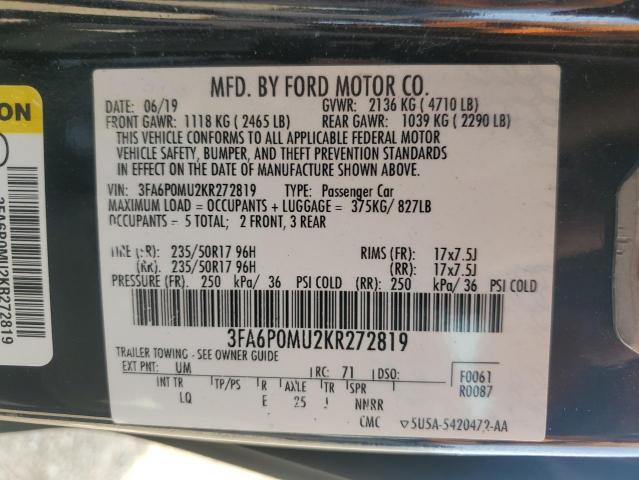 MFD. BY FORD MOTOR CO.
DATE: 06/19 GVWR: 2136 KG ( 4710 LB)
FRONT GAWR: 1118 KG ( 2465 LB) REAR GAWR: 1039 KG ( 2290 LB)
THIS VEHICLE CONFORMS TO ALL APPLICABLE FEDERAL MOTOR
VEHICLE SAFETY, BUMPER, AND THEFT PREVENTION STANDARDS
IN EFFECT ON THE DATE OF MANUFACTURE SHOWN ABOVE.
VIN: 3FA6P0MU2KR272819 TYPE: Passenger Car
MAXIMUM LOAD = OCCUPANTS + LUGGAGE = 375KG/ 827LB
OCCUPANTS = 5 TOTAL; 2 FRONT, 3 REAR
235/50R17 96H RIMS (FR): 17x7.5J
(RR): 235/50R17 96H (RR): 17x7.5J
PRESSURE (FR): 250 kPa/ 36 PSI COLD (RR): 250 kPa/ 36 PSI COLD
3FA6P0MU2KR272819
TRAILER TOWING - SEE OWNER GUIDE
EXT PNT: UM RC: 71 DSO: F0061
R0087
INT TR TP/PS R AXLE TR SPR
LQ E 25 J NNRR
CMC 5U5A-5420472-AA
ION
3FA6P0MU2KR272819